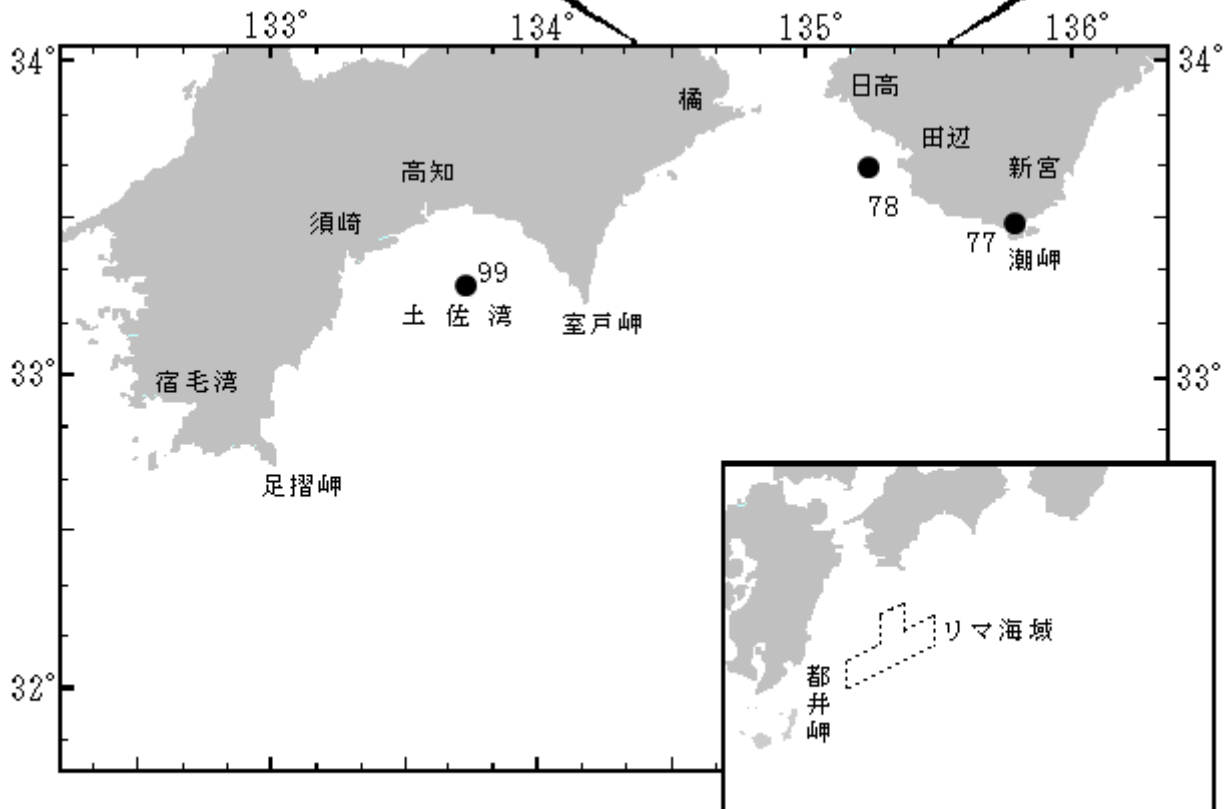 133° 134° 135° 136°
34° 34°
橘
日高
田辺
高知
新宮
須崎
78
77
潮岬
99
土佐湾
室戸岬
33° 33°
宿毛湾
足摺岬
リマ海域
都井岬
32°